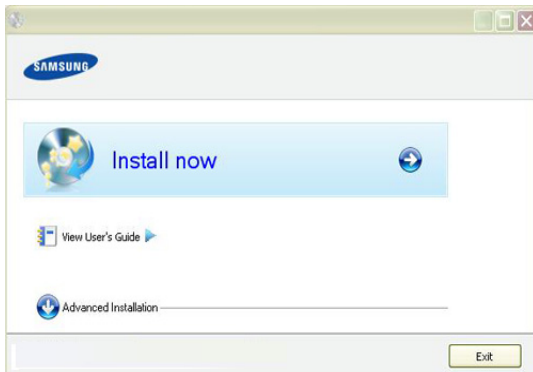 SAMSUNG
Install now
View User's Guide
Advanced Installation
Exit